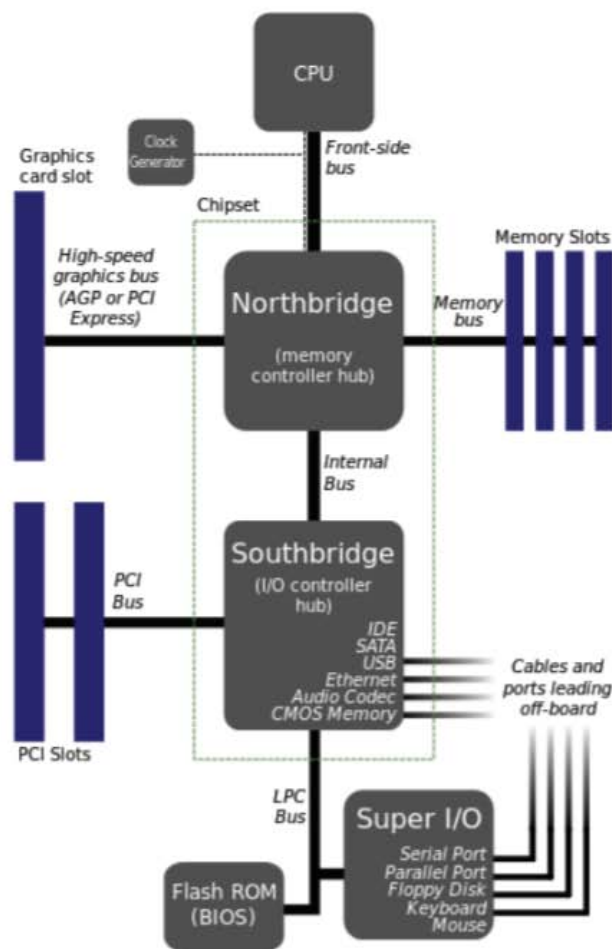 CPU
Clock
Generator
Front-side
bus
Graphics
card slot
Chipset
High-speed
graphics bus
(AGP or PCI
Express)
Northbridge
(memory
controller hub)
Memory Slots
Memory
bus
Internal
Bus
Southbridge
(I/O controller
hub)
PCI
Bus
IDE
SATA
USB
Ethernet
Audio Codec
CMOS Memory
Cables and
ports leading
off-board
PCI Slots
LPC
Bus
Super I/O
Serial Port
Parallel Port
Floppy Disk
Keyboard
Mouse
Flash ROM
(BIOS)